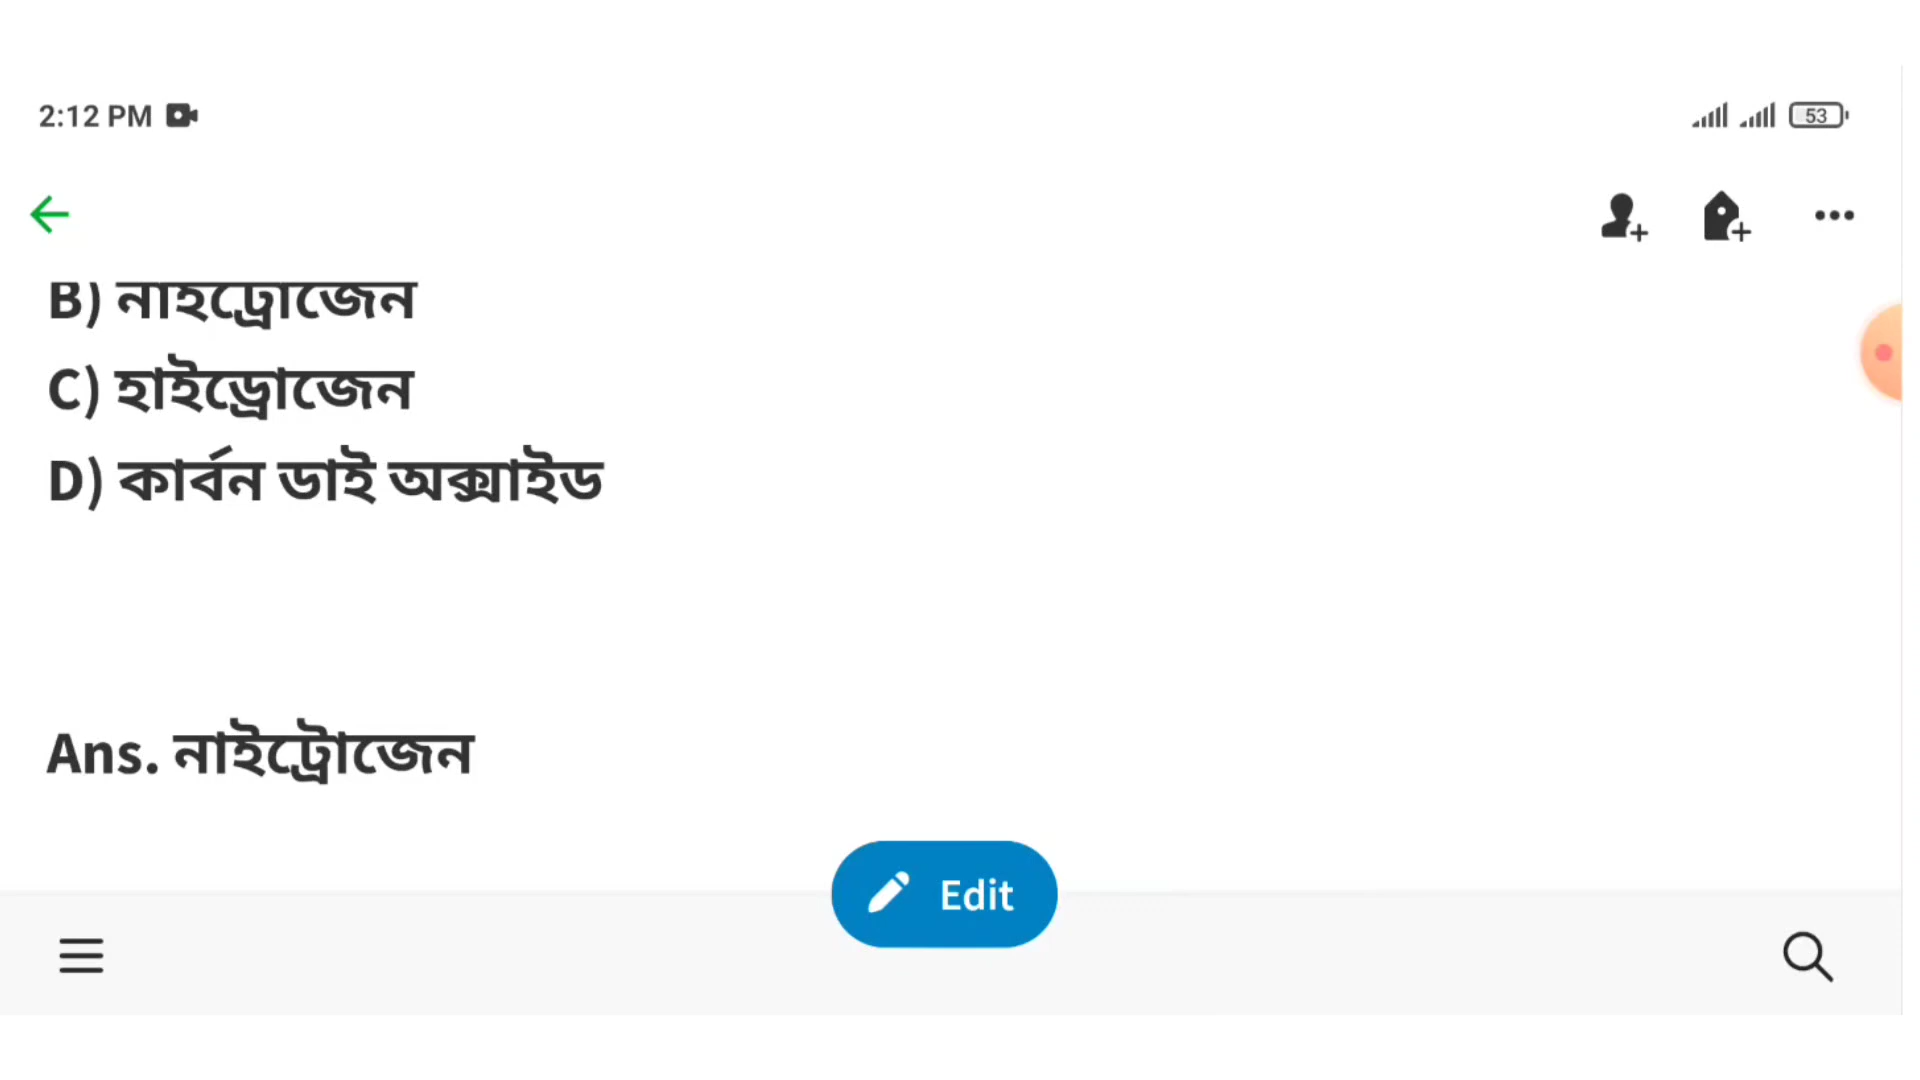 2:12 PM
53
B) নাইট্রোজেন
C) হাইড্রোজেন
D) কার্বন ডাই অক্সাইড
Ans. নাইট্রোজেন
Edit